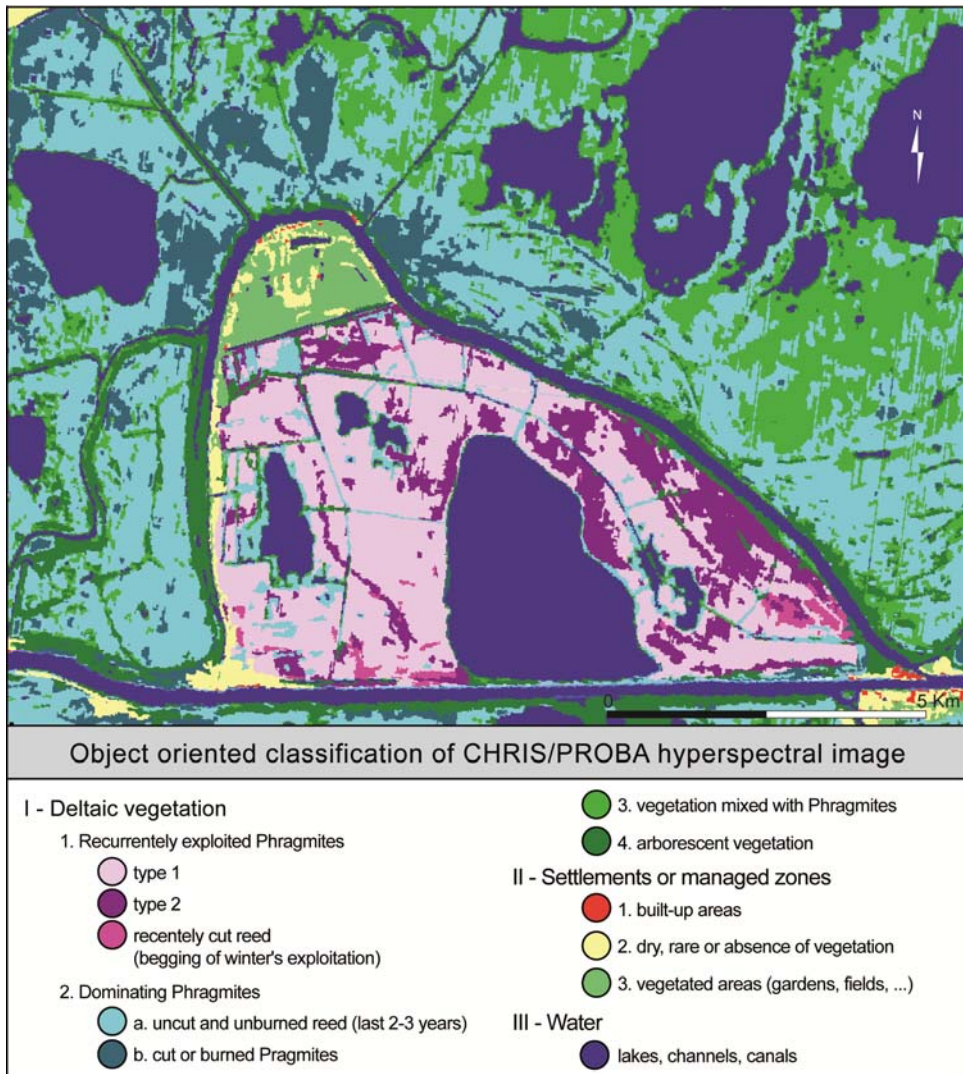 N
0
5 Km
Object oriented classification of CHRIS/PROBA hyperspectral image
I - Deltaic vegetation
1. Recurrentely exploited Phragmites
type 1
type 2
recentely cut reed
(begging of winter's exploitation)
2. Dominating Phragmites
a. uncut and unburned reed (last 2-3 years)
b. cut or burned Pragmites
3. vegetation mixed with Phragmites
4. arborescent vegetation
II - Settlements or managed zones
1. built-up areas
2. dry, rare or absence of vegetation
3. vegetated areas (gardens, fields, ...)
III - Water
lakes, channels, canals